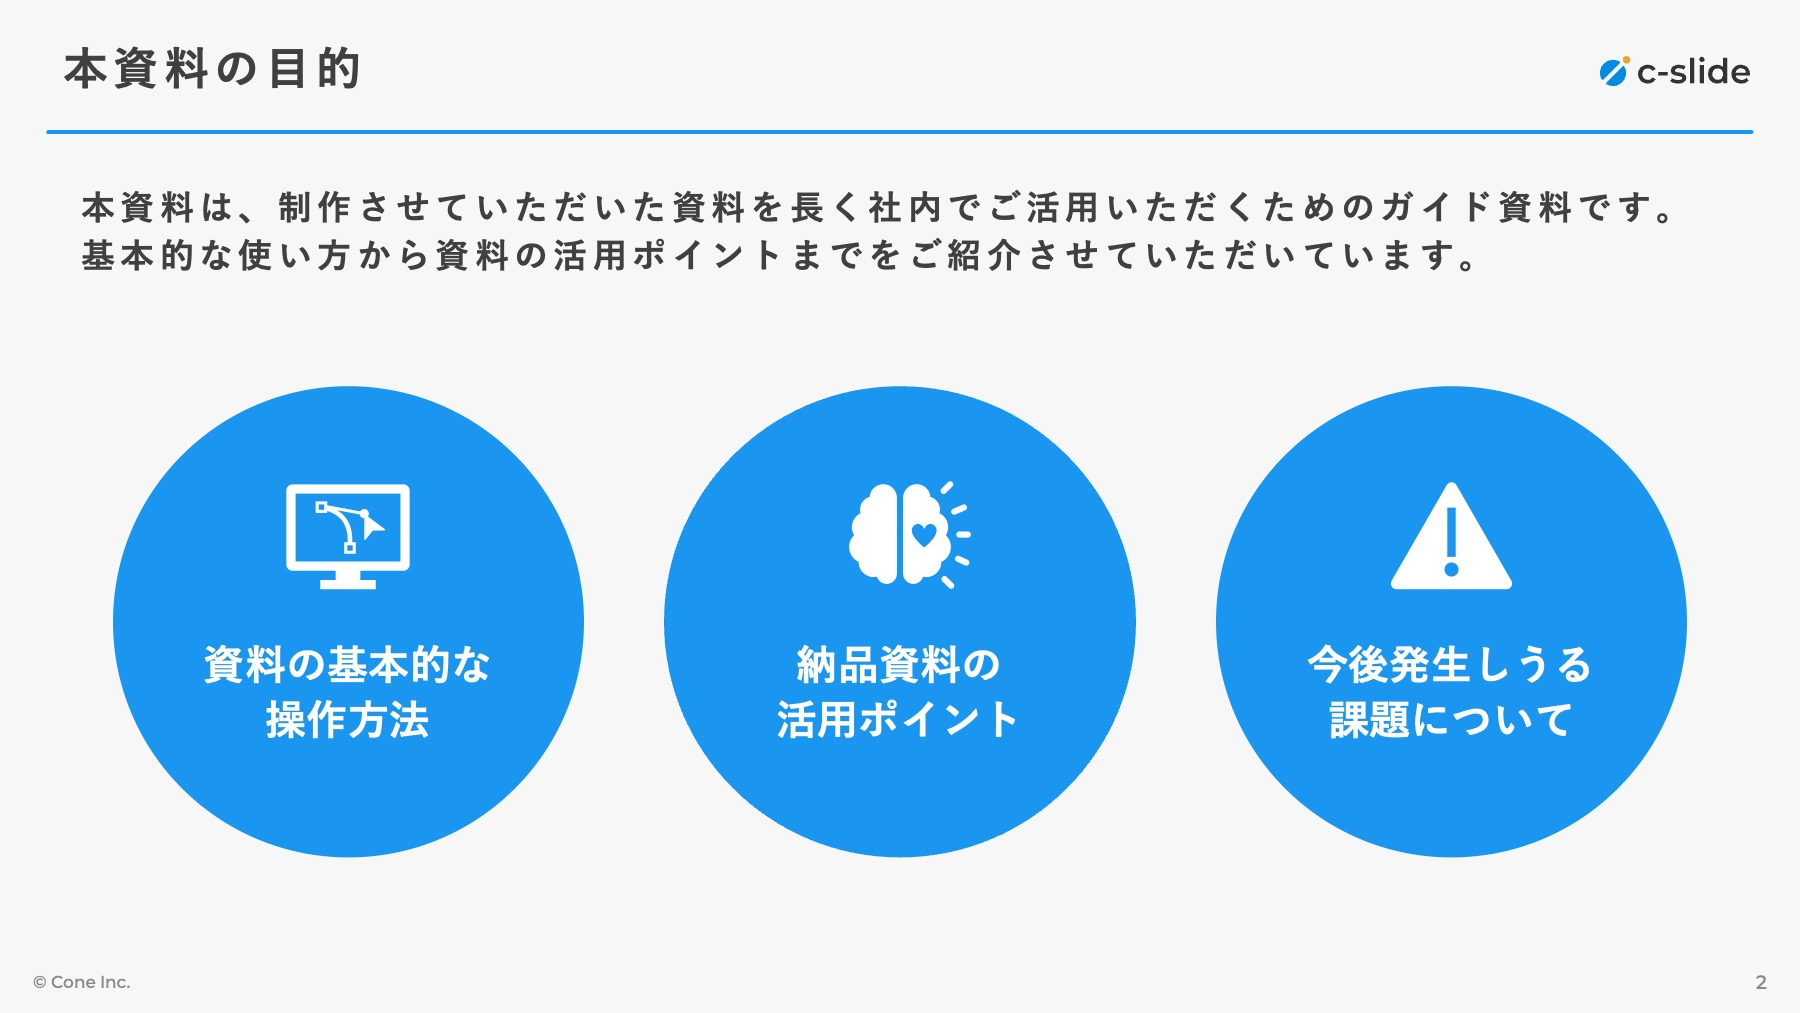 本資料の目的
c-slide
本資料は、制作させていただいた資料を長く社内でご活用いただくためのガイド資料です。
基本的な使い方から資料の活用ポイントまでをご紹介させていただいています。
資料の基本的な
操作方法
納品資料の
活用ポイント
今後発生しうる
課題について
© Cone Inc.
2